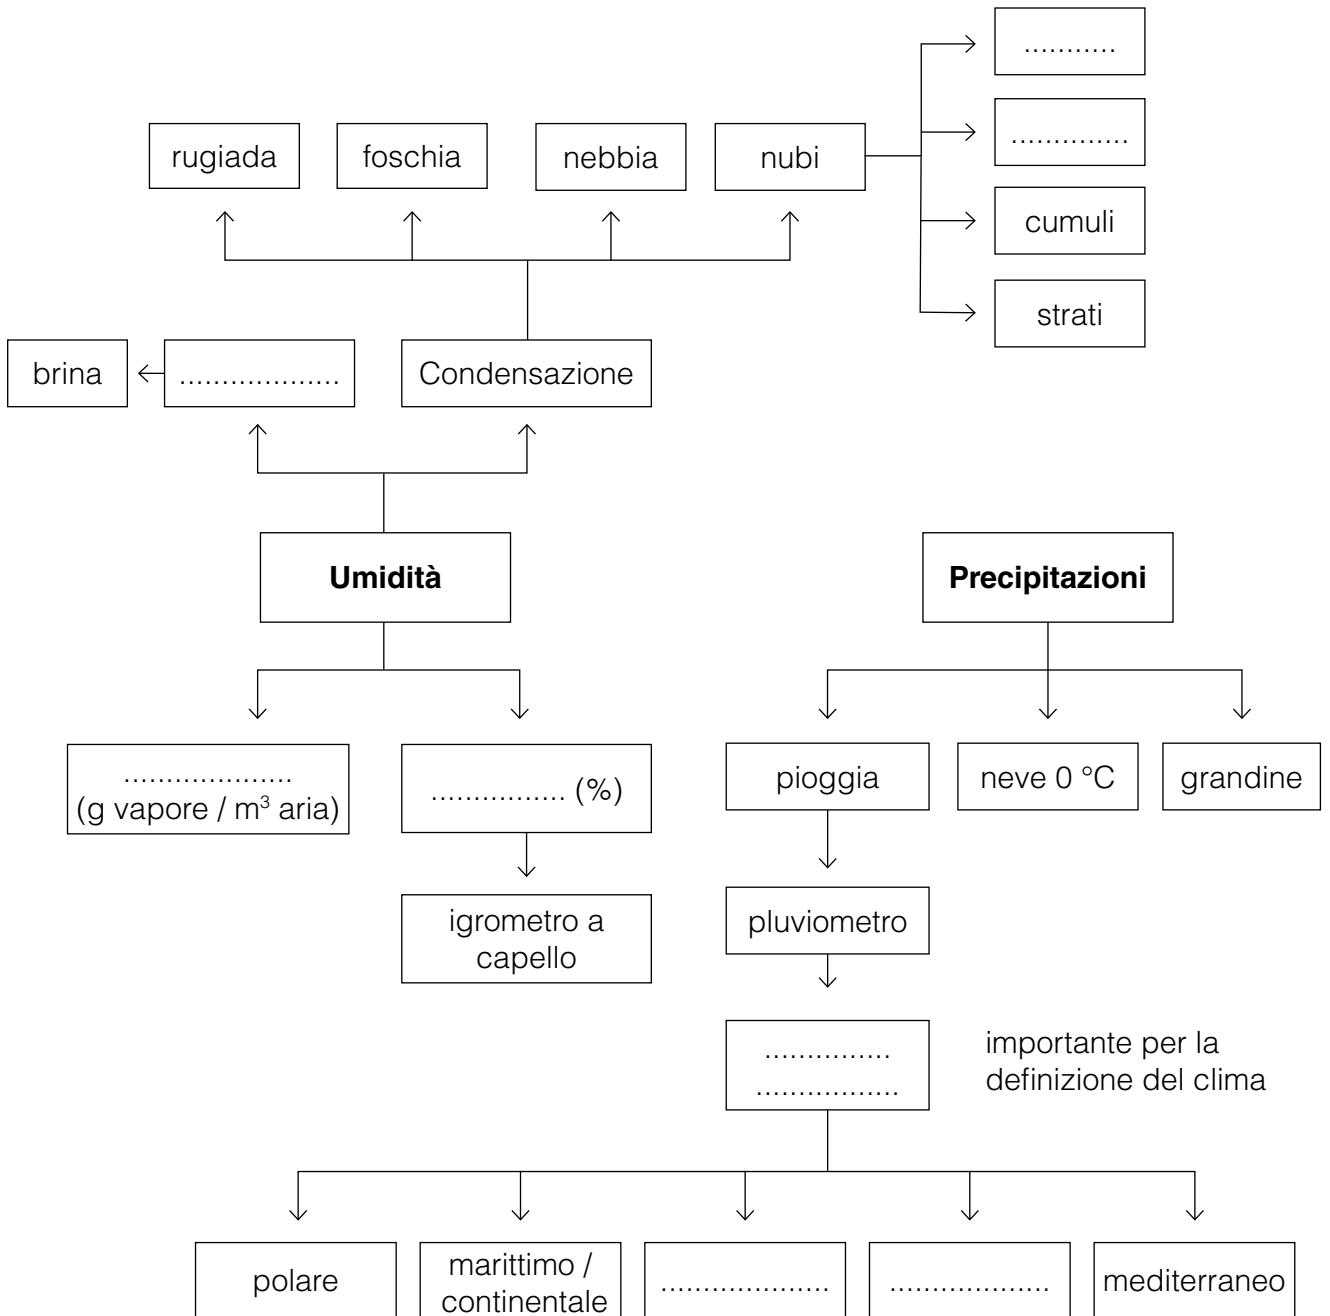 ...........
rugiada
foschia
nebbia
nubi
..............
cumuli
strati
brina
...................
Condensazione
Umidità
Precipitazioni
....................
(g vapore / m³ aria)
................ (%)
pioggia
neve 0 °C
grandine
igrometro a
capello
pluviometro
...............
.................
importante per la
definizione del clima
polare
marittimo /
continentale
....................
...................
mediterraneo